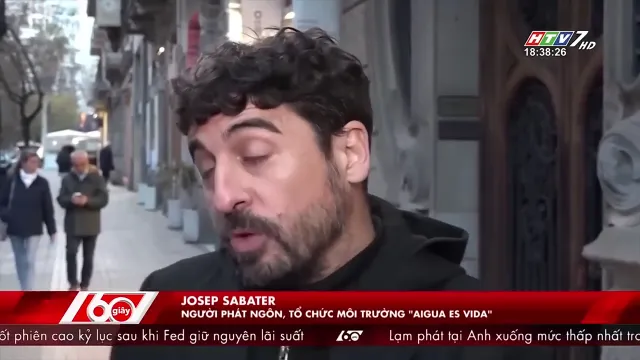 HTV7 HD
18:38:26
60 giây
JOSEP SABATER
NGƯỜI PHÁT NGÔN, TỔ CHỨC MÔI TRƯỜNG "AIGUA ES VIDA"
ốt phiên cao kỷ lục sau khi Fed giữ nguyên lãi suất 60 Lạm phát tại Anh xuống mức thấp nhất tro